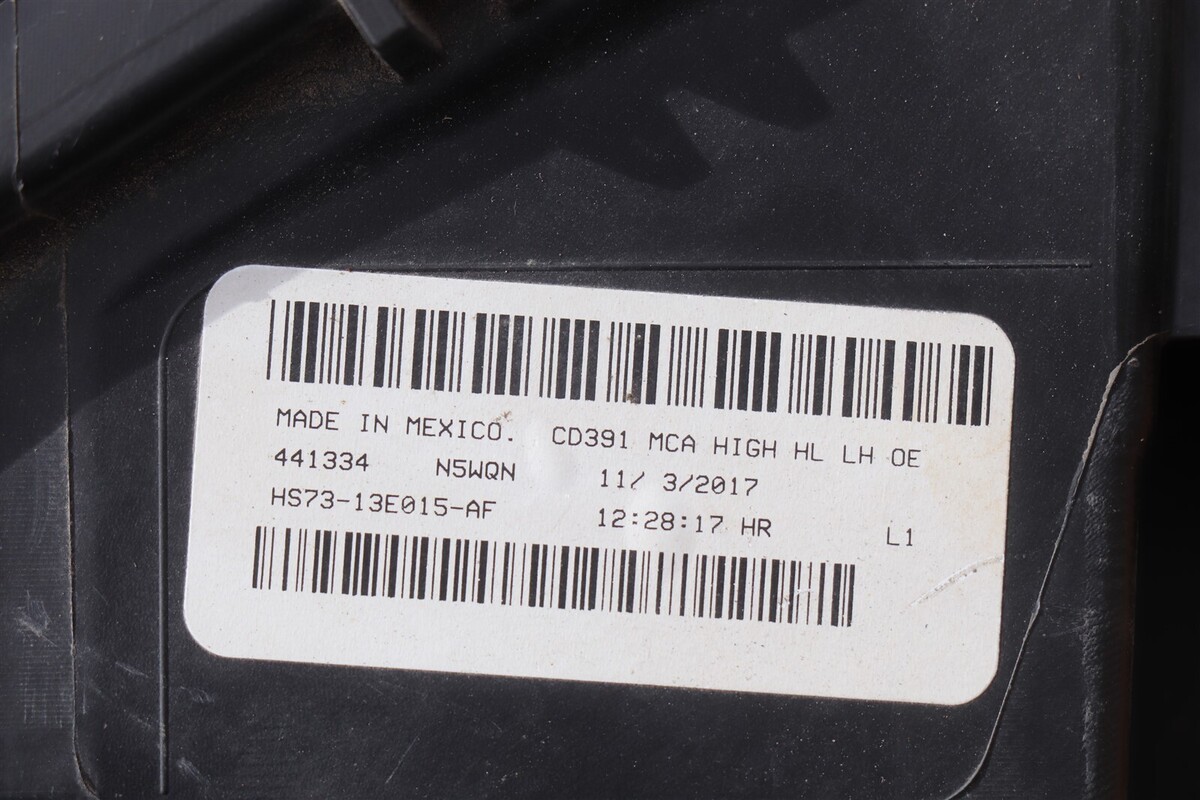 MADE IN MEXICO. CD391 MCA HIGH HL LH OE
441334 N5WQN 11/ 3/2017
HS73-13E015-AF 12:28:17 HR L1